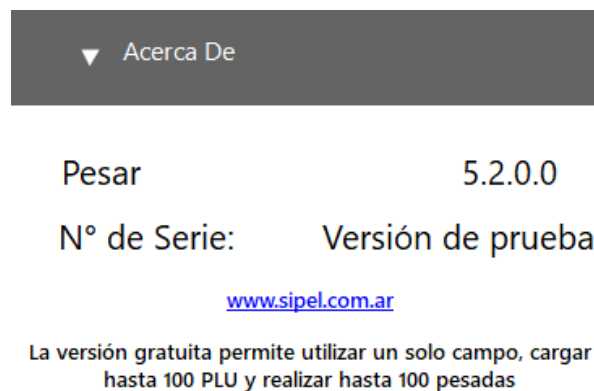 Acerca De
Pesar 5.2.0.0
N° de Serie: Versión de prueba
www.sipel.com.ar
La versión gratuita permite utilizar un solo campo, cargar
hasta 100 PLU y realizar hasta 100 pesadas